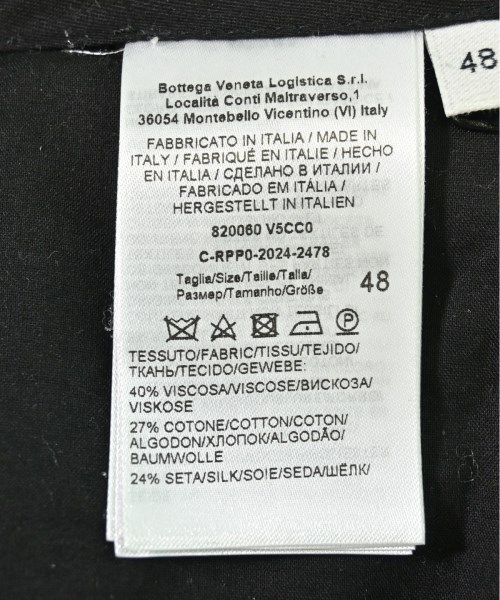 Bottega Veneta Logistica S.r.l.
Località Conti Maltraverso,1
36054 Montebello Vicentino (VI) Italy
FABBRICATO IN ITALIA / MADE IN
ITALY / FABRIQUÉ EN ITALIE / HECHO
EN ITALIA / СДЕЛАНО В ИТАЛИИ /
FABRICADO EM ITÁLIA /
HERGESTELLT IN ITALIEN
820060 V5CC0
C-RPP0-2024-2478
Taglia/Size/Taille/Talla/
Размер/Tamanho/Größe 48
P
TESSUTO/FABRIC/TISSU/TEJIDO/
ТКАНЬ/TECIDO/GEWEBE:
40% VISCOSA/VISCOSE/ВИСКОЗА/
VISKOSE
27% COTONE/COTTON/COTON/
ALGODON/ХЛОПОК/ALGODÃO/
BAUMWOLLE
24% SETA/SILK/SOIE/SEDA/ШЁЛК/
48